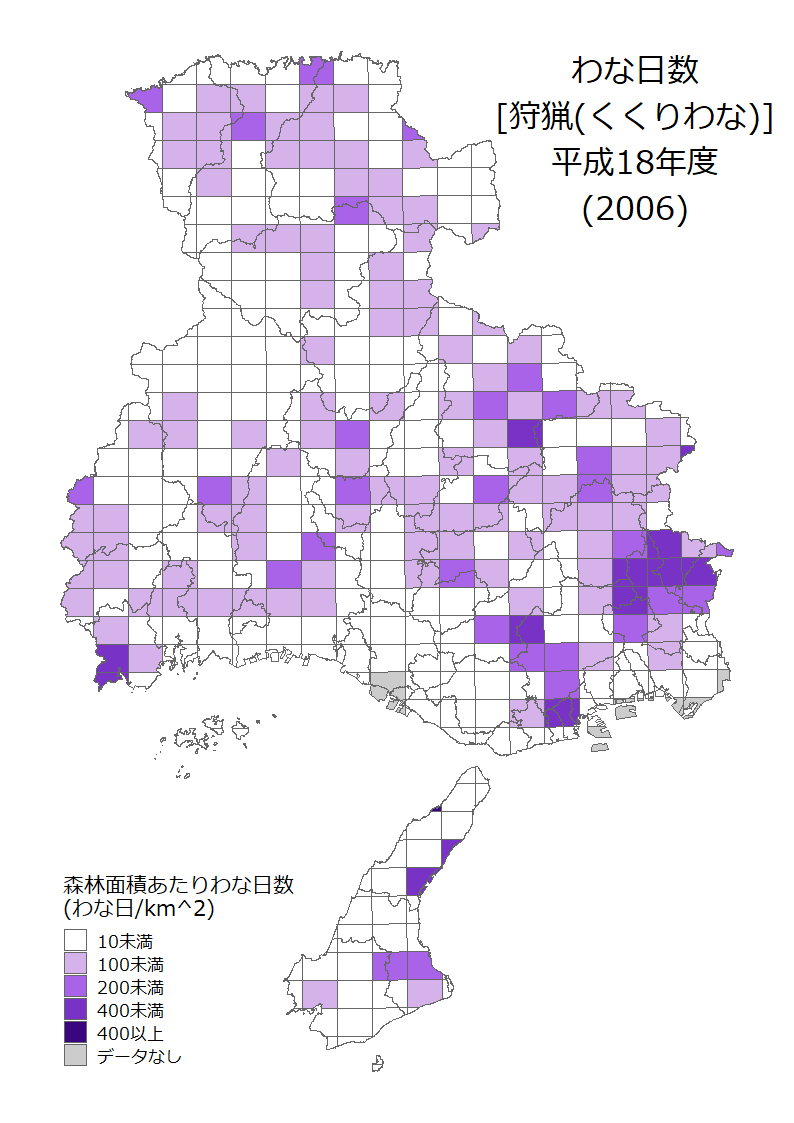 わな日数
[狩猟(くくりわな)]
平成18年度
(2006)
森林面積あたりわな日数
(わな日/km^2)
10未満
100未満
200未満
400未満
400以上
データなし